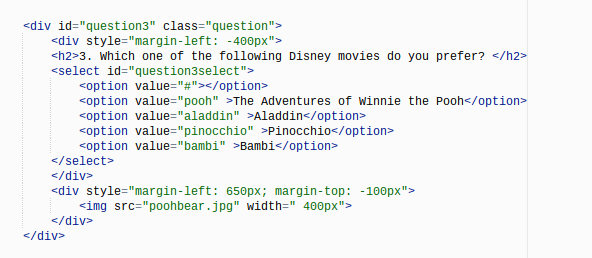 <div id="question3" class="question">
<div style="margin-left: -400px">
<h2>3. Which one of the following Disney movies do you prefer? </h2>
<select id="question3select">
<option value="#"></option>
<option value="pooh" >The Adventures of Winnie the Pooh</option>
<option value="aladdin" >Aladdin</option>
<option value="pinocchio" >Pinocchio</option>
<option value="bambi" >Bambi</option>
</select>
</div>
<div style="margin-left: 650px; margin-top: -100px">
<img src="poohbear.jpg" width=" 400px">
</div>
</div>